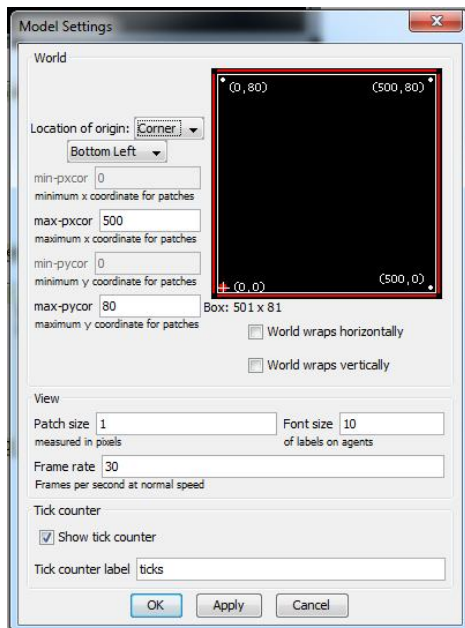 Model Settings
World
(0,80) (500,80)
Location of origin: Corner
Bottom Left
min-pxcor 0
minimum x coordinate for patches
max-pxcor 500
maximum x coordinate for patches
min-pycor 0
minimum y coordinate for patches
(0,0) (500,0)
max-pycor 80 Box: 501 x 81
maximum y coordinate for patches
World wraps horizontally
World wraps vertically
View
Patch size 1 Font size 10
measured in pixels of labels on agents
Frame rate 30
Frames per second at normal speed
Tick counter
Show tick counter
Tick counter label ticks
OK Apply Cancel